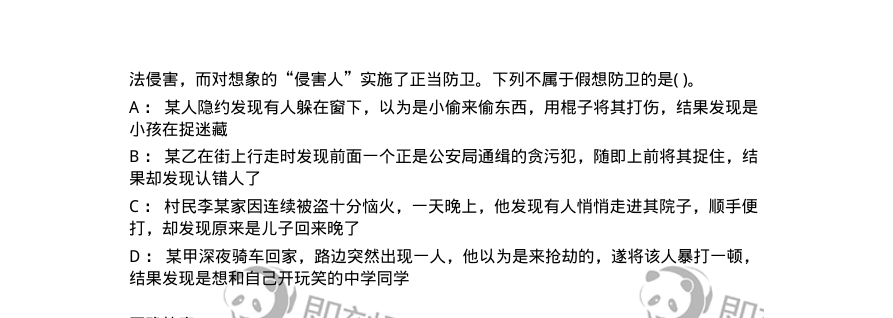 法侵害，而对想象的“侵害人”实施了正当防卫。下列不属于假想防卫的是( )。
A： 某人隐约发现有人躲在窗下，以为是小偷来偷东西，用棍子将其打伤，结果发现是
小孩在捉迷藏
B： 某乙在街上行走时发现前面一个正是公安局通缉的贪污犯，随即上前将其捉住，结
果却发现认错人了
C： 村民李某家因连续被盗十分恼火，一天晚上，他发现有人悄悄走进其院子，顺手便
打，却发现原来是儿子回来晚了
D： 某甲深夜骑车回家，路边突然出现一人，他以为是来抢劫的，遂将该人暴打一顿，
结果发现是想和自己开玩笑的中学同学